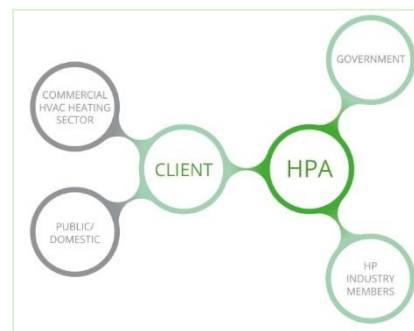 COMMERCIAL
HVAC HEATING
SECTOR
PUBLIC/
DOMESTIC
CLIENT
HPA
GOVERNMENT
HP
INDUSTRY
MEMBERS